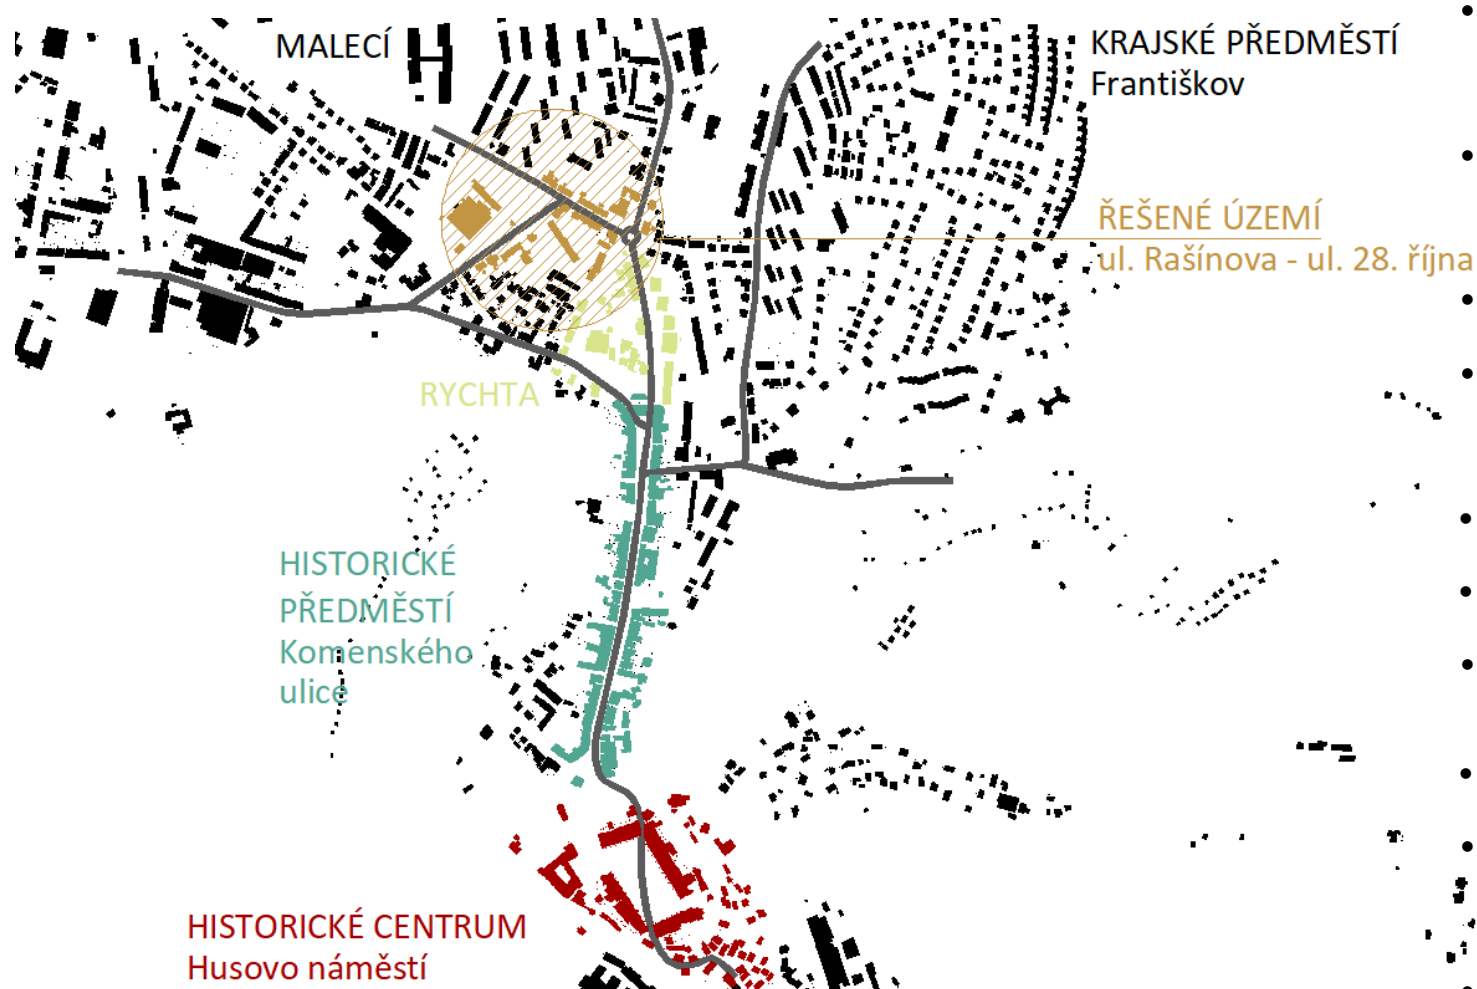 MALECÍ
KRAJSKÉ PŘEDMĚSTÍ
Františkov
ŘEŠENÉ ÚZEMÍ
ul. Rašínova - ul. 28. října
RYCHTA
HISTORICKÉ
PŘEDMĚSTÍ
Komenského
ulice
HISTORICKÉ CENTRUM
Husovo náměstí